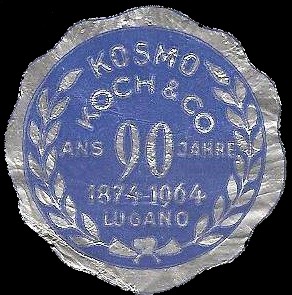 KOSMO
KOCH & CO
ANS 90 JAHRE
1874-1964
LUGANO